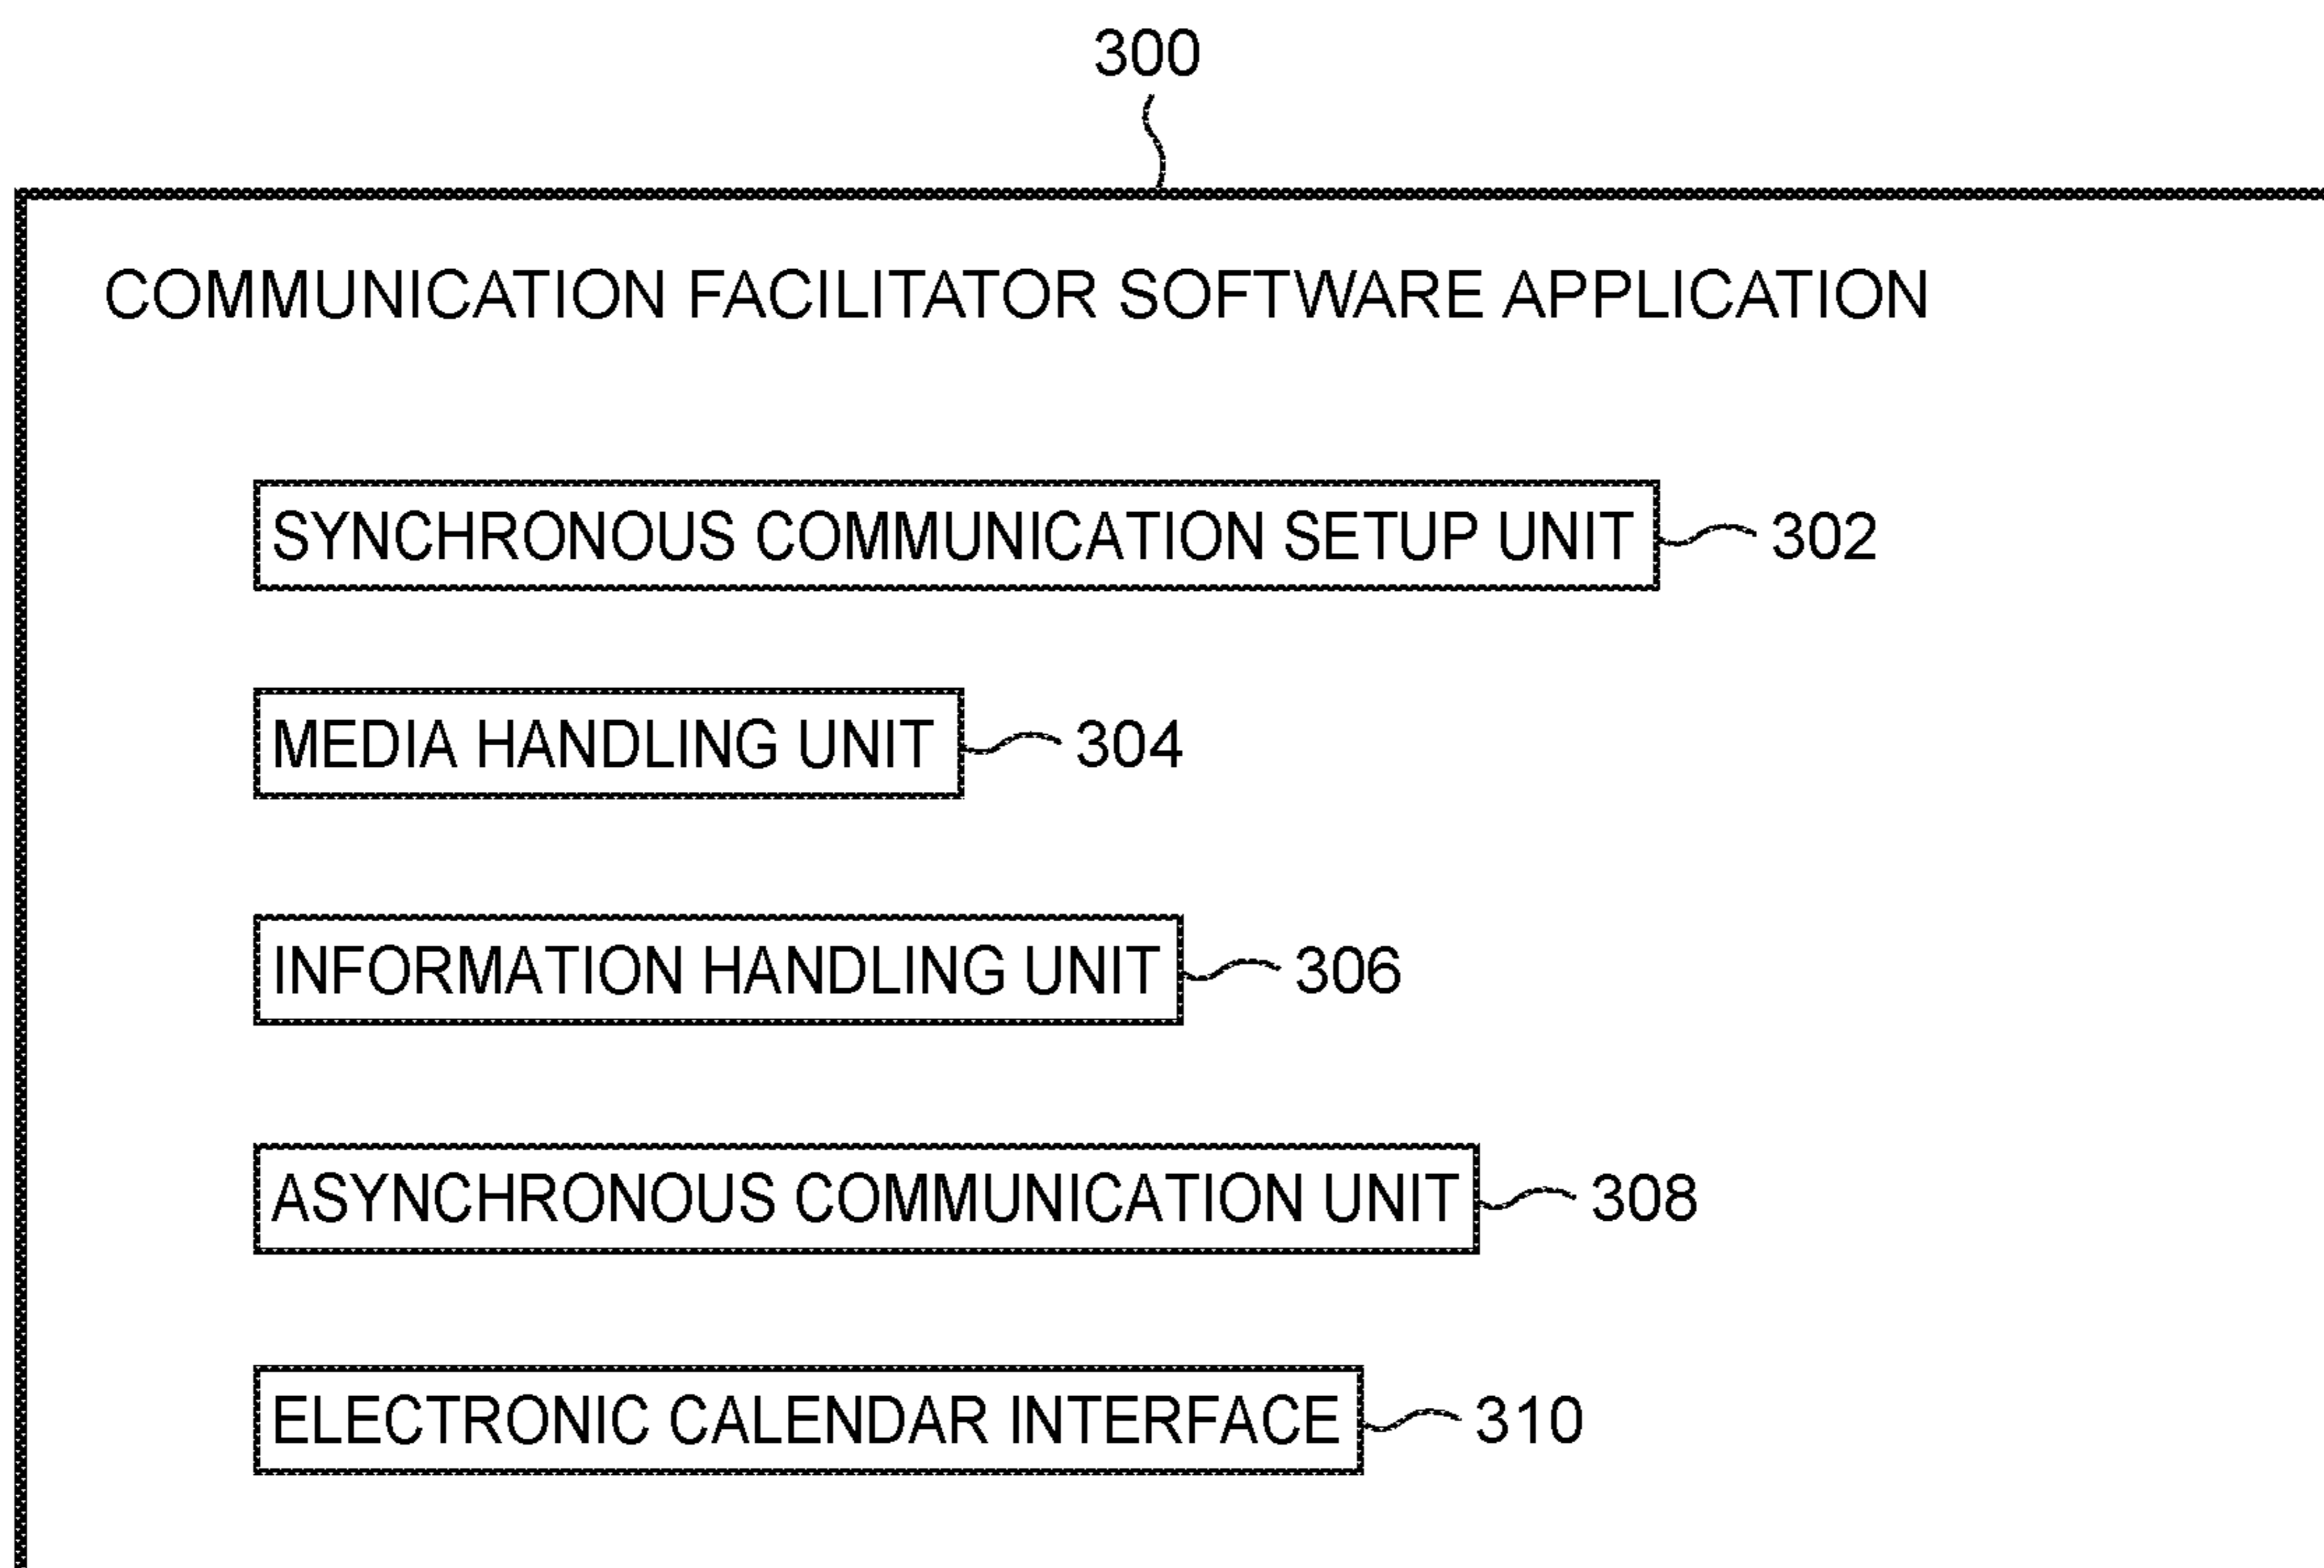 300
COMMUNICATION FACILITATOR SOFTWARE APPLICATION
SYNCHRONOUS COMMUNICATION SETUP UNIT 302
MEDIA HANDLING UNIT 304
INFORMATION HANDLING UNIT 306
ASYNCHRONOUS COMMUNICATION UNIT 308
ELECTRONIC CALENDAR INTERFACE 310